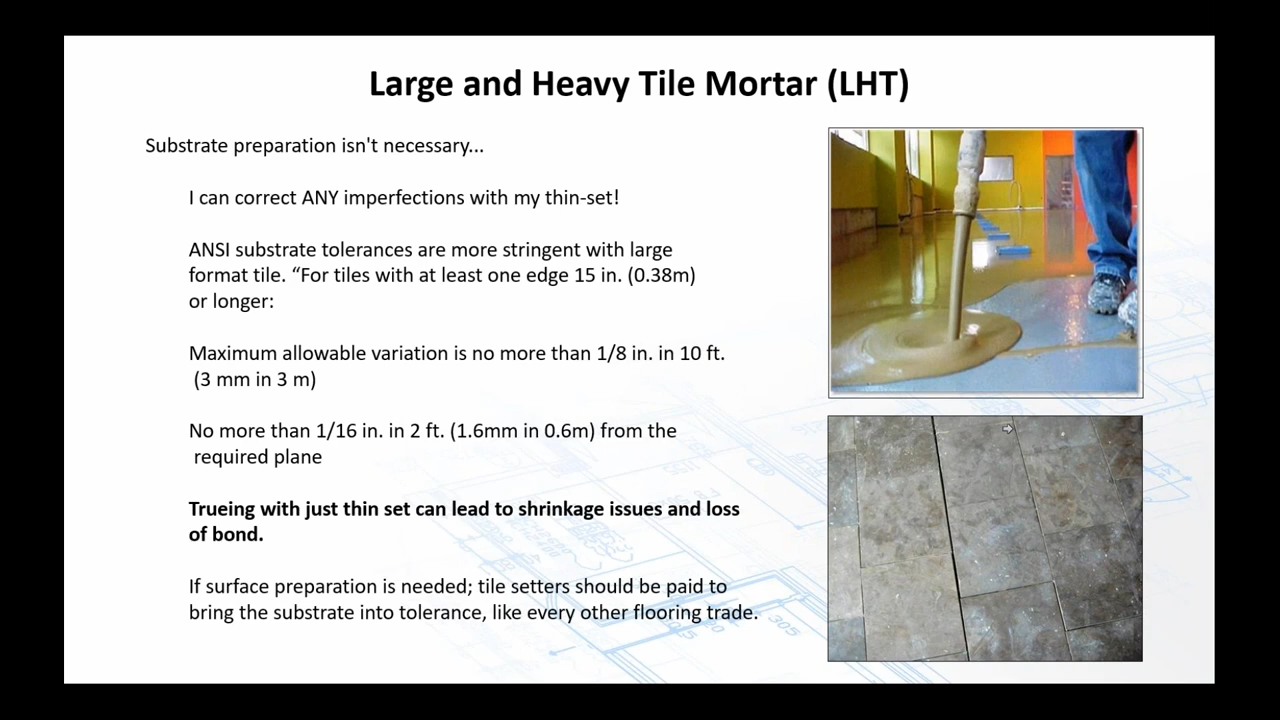 Large and Heavy Tile Mortar (LHT)
Substrate preparation isn't necessary...
I can correct ANY imperfections with my thin-set!
ANSI substrate tolerances are more stringent with large
format tile. “For tiles with at least one edge 15 in. (0.38m)
or longer:
Maximum allowable variation is no more than 1/8 in. in 10 ft.
(3 mm in 3 m)
No more than 1/16 in. in 2 ft. (1.6mm in 0.6m) from the
required plane
Trueing with just thin set can lead to shrinkage issues and loss
of bond.
If surface preparation is needed; tile setters should be paid to
bring the substrate into tolerance, like every other flooring trade.
305